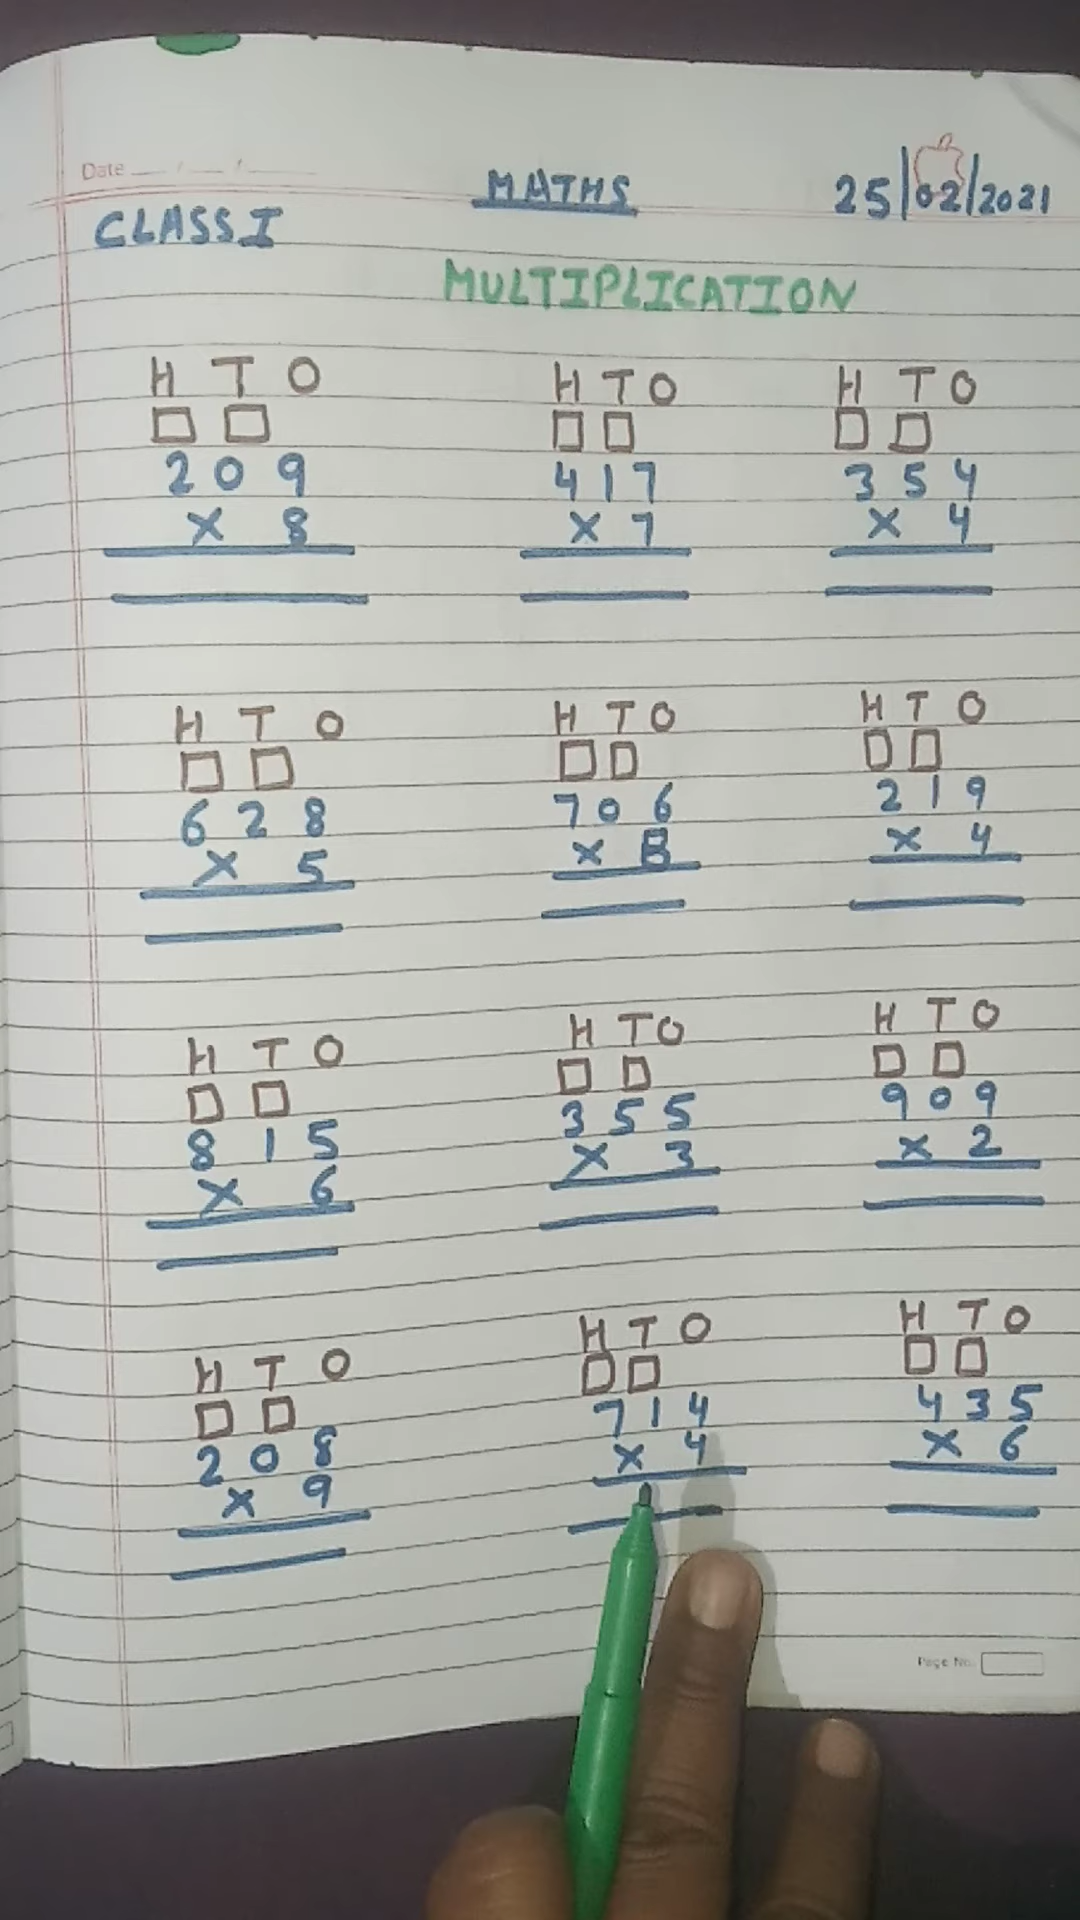 Date
MATHS
25/02/2021
CLASS I
MULTIPLICATION
H T O H T O H T O
209 417 354
× 8 × 7 × 4
H T O H T O H T O
628 706 219
× 5 × 8 × 4
H T O H T O H T O
815 355 909
× 6 × 3 × 2
H T O H T O H T O
208 714 435
× 9 × 4 × 6
Page No.